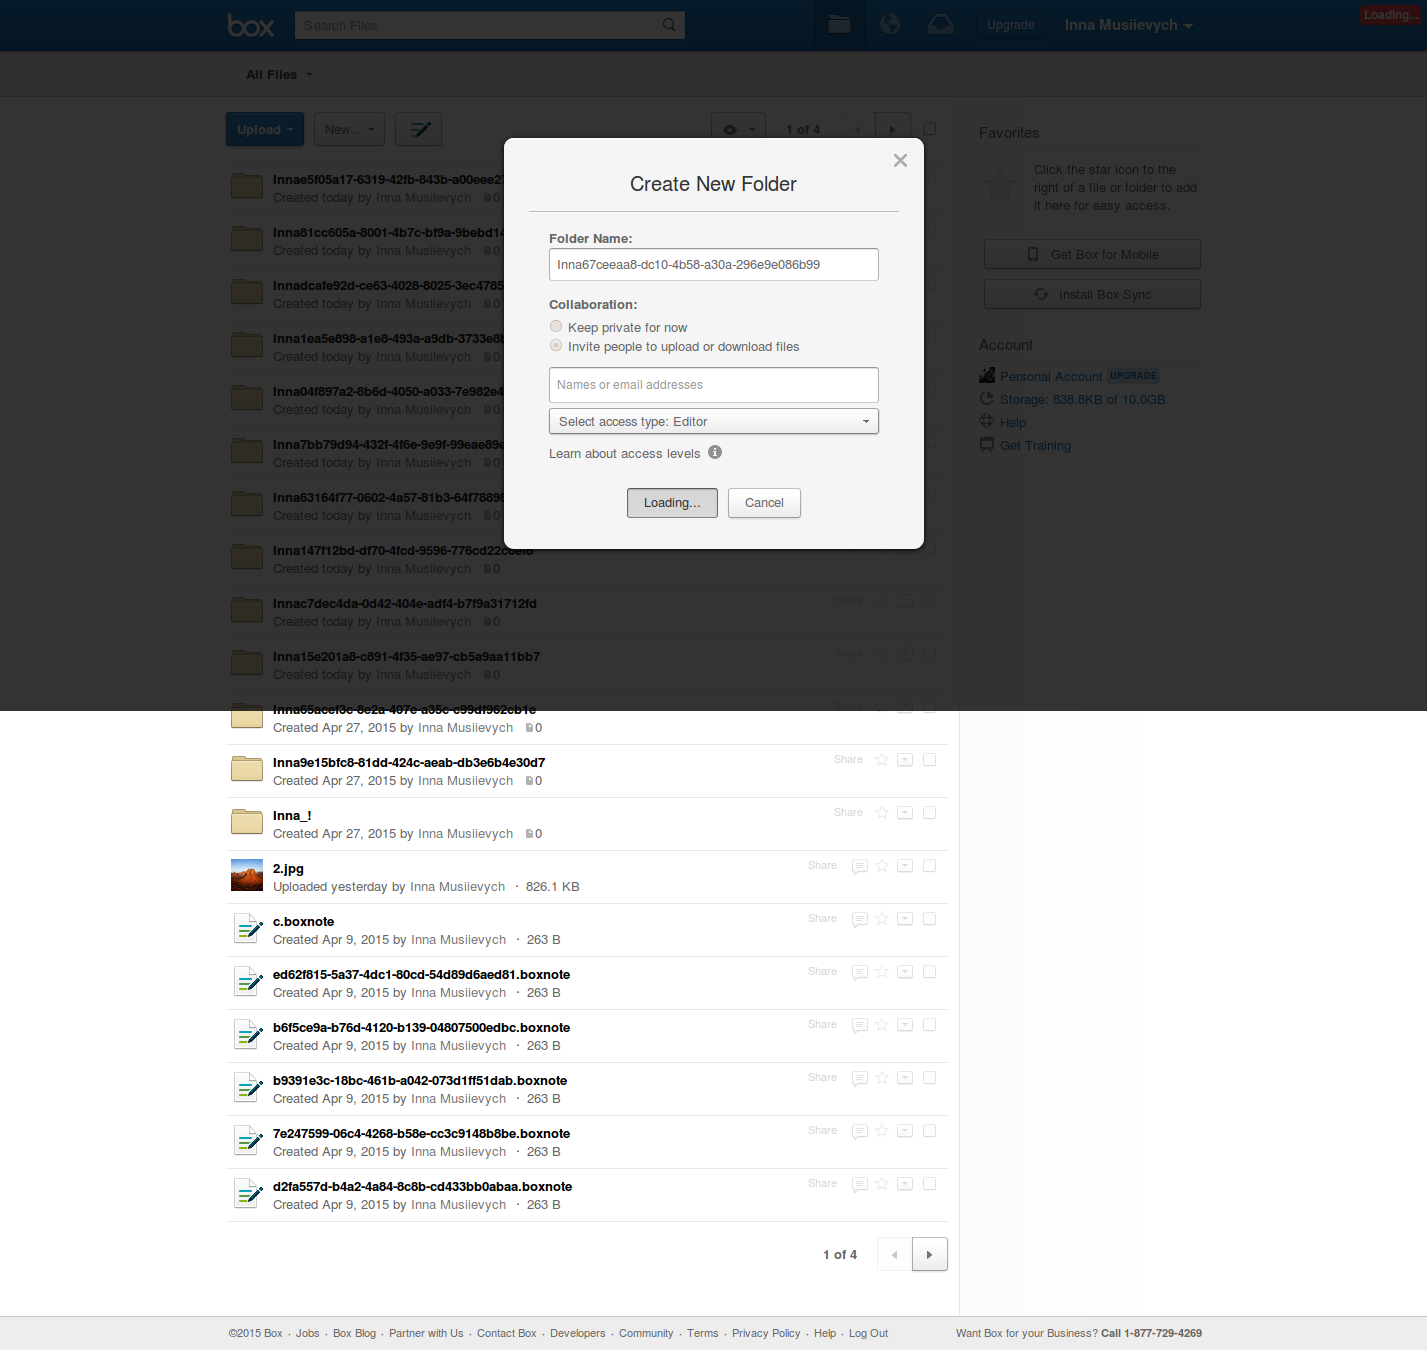 box
Search Files
Upgrade
Inna Musiievych
Loading...
All Files
Upload
New...
1 of 4
Create New Folder
Folder Name:
Inna67ceeaa8-dc10-4b58-a30a-296e9e086b99
Collaboration:
Keep private for now
Invite people to upload or download files
Names or email addresses
Select access type: Editor
Learn about access levels
Loading...
Cancel
Innae5f05a17-6319-42fb-843b-a00eee27
Created today by Inna Musiievych 0
Inna81cc605a-8001-4b7c-bf9a-9bebd14
Created today by Inna Musiievych 0
Innadcafe92d-ce63-4028-8025-3ec4785
Created today by Inna Musiievych 0
Inna1ea5e898-a1e8-493a-a9db-3733e8b
Created today by Inna Musiievych 0
Inna04f897a2-8b6d-4050-a033-7e982e4
Created today by Inna Musiievych 0
Inna7bb79d94-432f-4f6e-9e9f-99eae89e
Created today by Inna Musiievych 0
Inna63164f77-0602-4a57-81b3-64f78898
Created today by Inna Musiievych 0
Inna147f12bd-df70-4fcd-9596-776cd22c6ef8
Created today by Inna Musiievych 0
Innac7dec4da-0d42-404e-adf4-b7f9a31712fd
Share
Created today by Inna Musiievych 0
Inna15e201a8-c891-4f35-ae97-cb5a9aa11bb7
Share
Created today by Inna Musiievych 0
Inna65acef3c-8e2a-407e-a35c-c99df962cb1e
Share
Created Apr 27, 2015 by Inna Musiievych 0
Inna9e15bfc8-81dd-424c-aeab-db3e6b4e30d7
Share
Created Apr 27, 2015 by Inna Musiievych 0
Inna_!
Share
Created Apr 27, 2015 by Inna Musiievych 0
2.jpg
Share
Uploaded yesterday by Inna Musiievych · 826.1 KB
c.boxnote
Share
Created Apr 9, 2015 by Inna Musiievych · 263 B
ed62f815-5a37-4dc1-80cd-54d89d6aed81.boxnote
Share
Created Apr 9, 2015 by Inna Musiievych · 263 B
b6f5ce9a-b76d-4120-b139-04807500edbc.boxnote
Share
Created Apr 9, 2015 by Inna Musiievych · 263 B
b9391e3c-18bc-461b-a042-073d1ff51dab.boxnote
Share
Created Apr 9, 2015 by Inna Musiievych · 263 B
7e247599-06c4-4268-b58e-cc3c9148b8be.boxnote
Share
Created Apr 9, 2015 by Inna Musiievych · 263 B
d2fa557d-b4a2-4a84-8c8b-cd433bb0abaa.boxnote
Share
Created Apr 9, 2015 by Inna Musiievych · 263 B
1 of 4
Favorites
Click the star icon to the
right of a file or folder to add
it here for easy access.
Get Box for Mobile
Install Box Sync
Account
Personal Account UPGRADE
Storage: 838.8KB of 10.0GB
Help
Get Training
©2015 Box · Jobs · Box Blog · Partner with Us · Contact Box · Developers · Community · Terms · Privacy Policy · Help · Log Out
Want Box for your Business? Call 1-877-729-4269